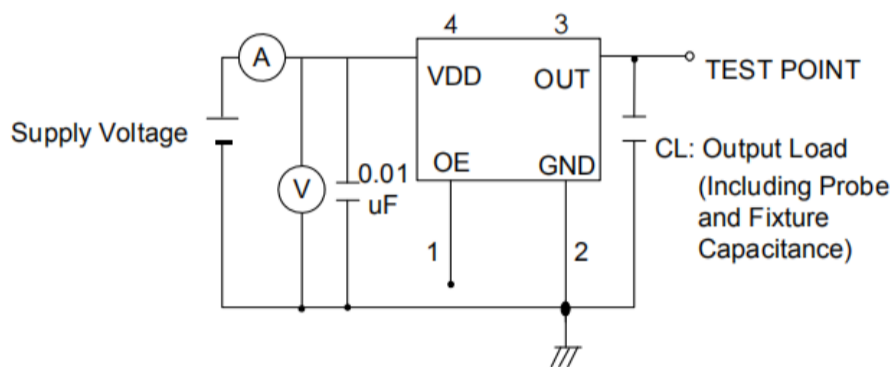 4 3
A
VDD OUT
TEST POINT
Supply Voltage
V
0.01
uF
OE GND
CL: Output Load
(Including Probe
and Fixture
Capacitance)
1 2